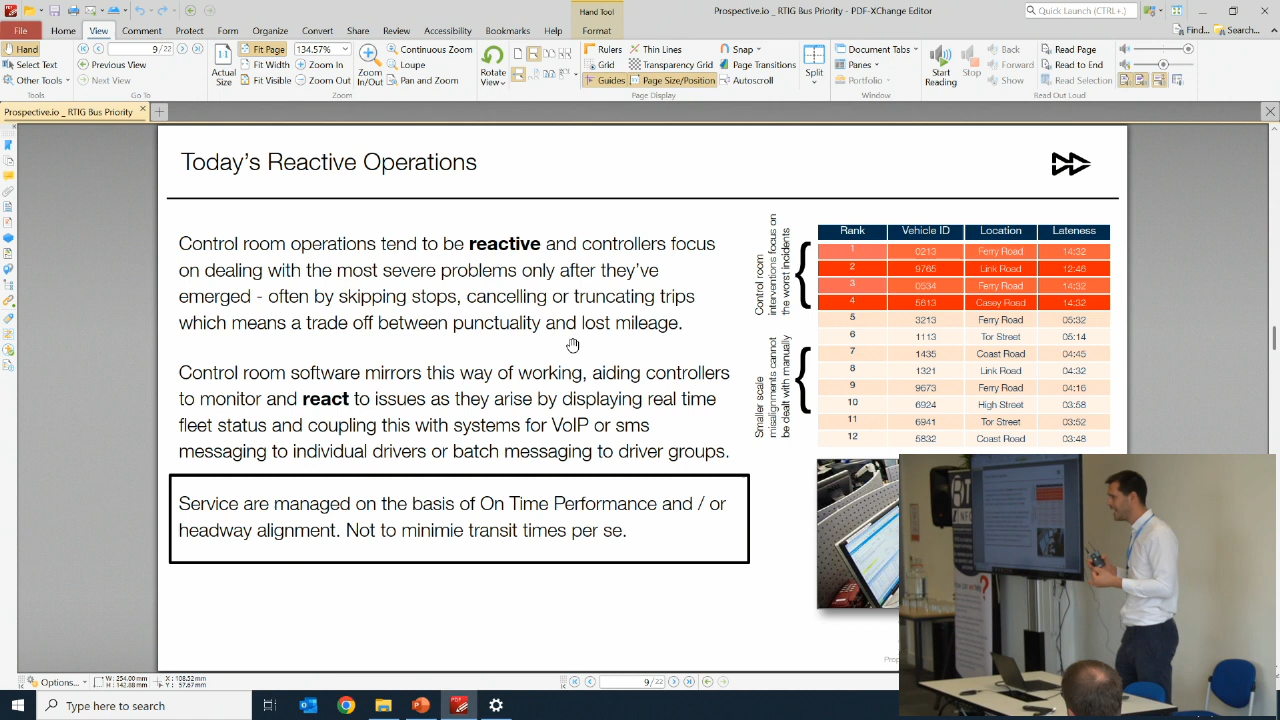 Hand Tool
Prospective.io _ RTIG Bus Priority - PDF-XChange Editor
Quick Launch (CTRL+.)
File Home View Comment Protect Form Organize Convert Share Review Accessibility Bookmarks Help Format
Find... Search...
Hand
Select Text
Other Tools
Tools
9 / 22
Previous View
Next View
Go To
Actual Size
Fit Page
Fit Width
Fit Visible
134.57%
Zoom In
Zoom Out
Zoom In/Out
Continuous Zoom
Loupe
Pan and Zoom
Zoom
Rotate View
Rulers
Grid
Guides
Thin Lines
Transparency Grid
Page Size/Position
Snap
Page Transitions
Autoscroll
Page Display
Split
Document Tabs
Panes
Portfolio
Window
Start Reading
Stop
Back
Forward
Show
Read Page
Read to End
Read Selection
Read Out Loud
Prospective.io _ RTIG Bus Priority
Today's Reactive Operations
Control room operations tend to be reactive and controllers focus
on dealing with the most severe problems only after they've
emerged - often by skipping stops, cancelling or truncating trips
which means a trade off between punctuality and lost mileage.
Control room software mirrors this way of working, aiding controllers
to monitor and react to issues as they arise by displaying real time
fleet status and coupling this with systems for VoIP or sms
messaging to individual drivers or batch messaging to driver groups.
Service are managed on the basis of On Time Performance and / or
headway alignment. Not to minimie transit times per se.
Control room
interventions focus on
the worst incidents
Smaller scale
misalignments cannot
be dealt with manually
Rank Vehicle ID Location Lateness
1 0213 Ferry Road 14:32
2 9765 Link Road 12:48
3 0534 Ferry Road 14:32
4 5613 Casey Road 14:32
5 3213 Ferry Road 05:32
6 1113 Tor Street 05:14
7 1435 Coast Road 04:45
8 1321 Link Road 04:32
9 9673 Ferry Road 04:16
10 6924 High Street 03:58
11 6941 Tor Street 03:52
12 5832 Coast Road 03:48
Options...
W: 254.00mm
H: 142.88mm
X: 108.52mm
Y: 57.67mm
9 / 22
Type here to search